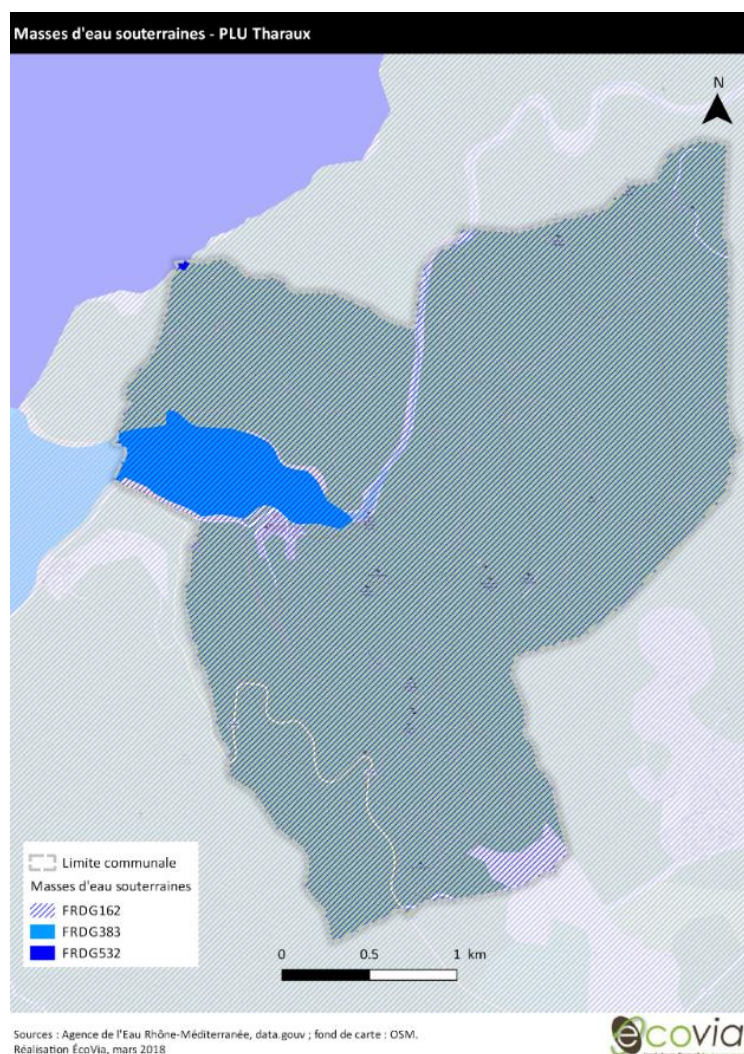 Masses d'eau souterraines - PLU Tharaux
N
Limite communale
Masses d'eau souterraines
FRDG162
FRDG383
FRDG532
0 0.5 1 km
Sources : Agence de l'Eau Rhône-Méditerranée, data.gouv ; fond de carte : OSM.
Réalisation ÉcoVia, mars 2018
ecovia